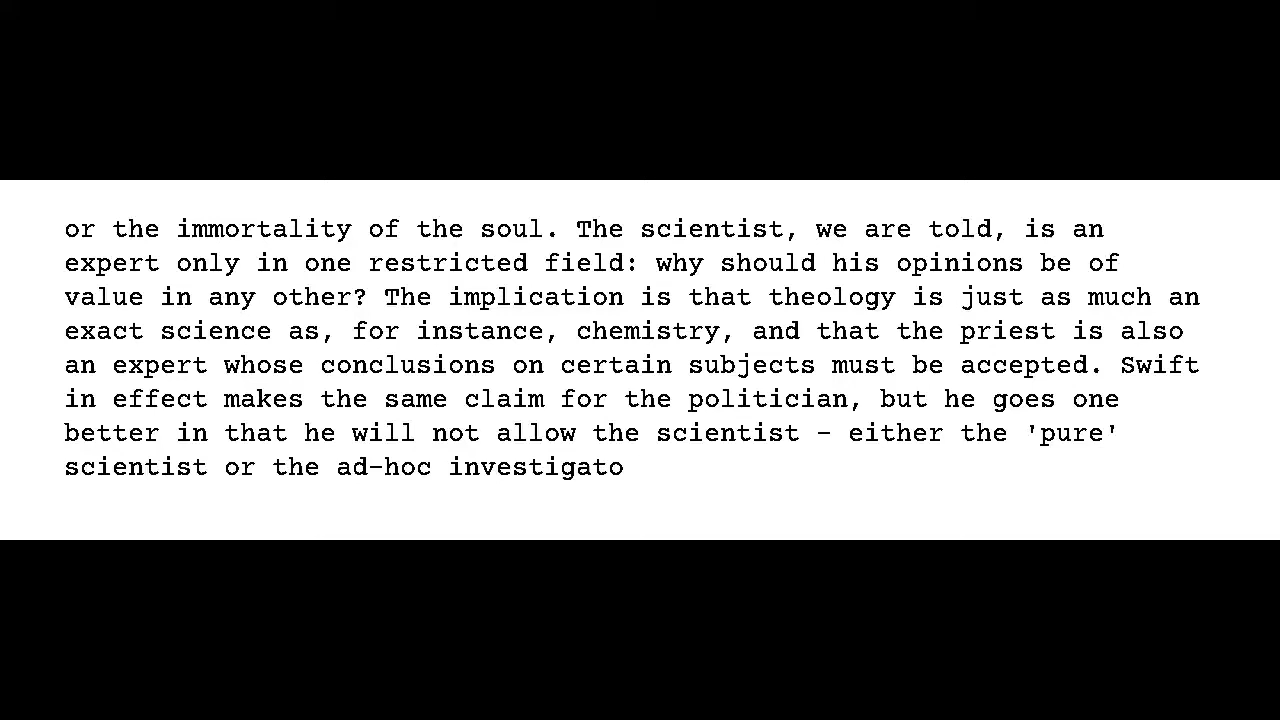 or the immortality of the soul. The scientist, we are told, is an
expert only in one restricted field: why should his opinions be of
value in any other? The implication is that theology is just as much an
exact science as, for instance, chemistry, and that the priest is also
an expert whose conclusions on certain subjects must be accepted. Swift
in effect makes the same claim for the politician, but he goes one
better in that he will not allow the scientist – either the 'pure'
scientist or the ad-hoc investigato